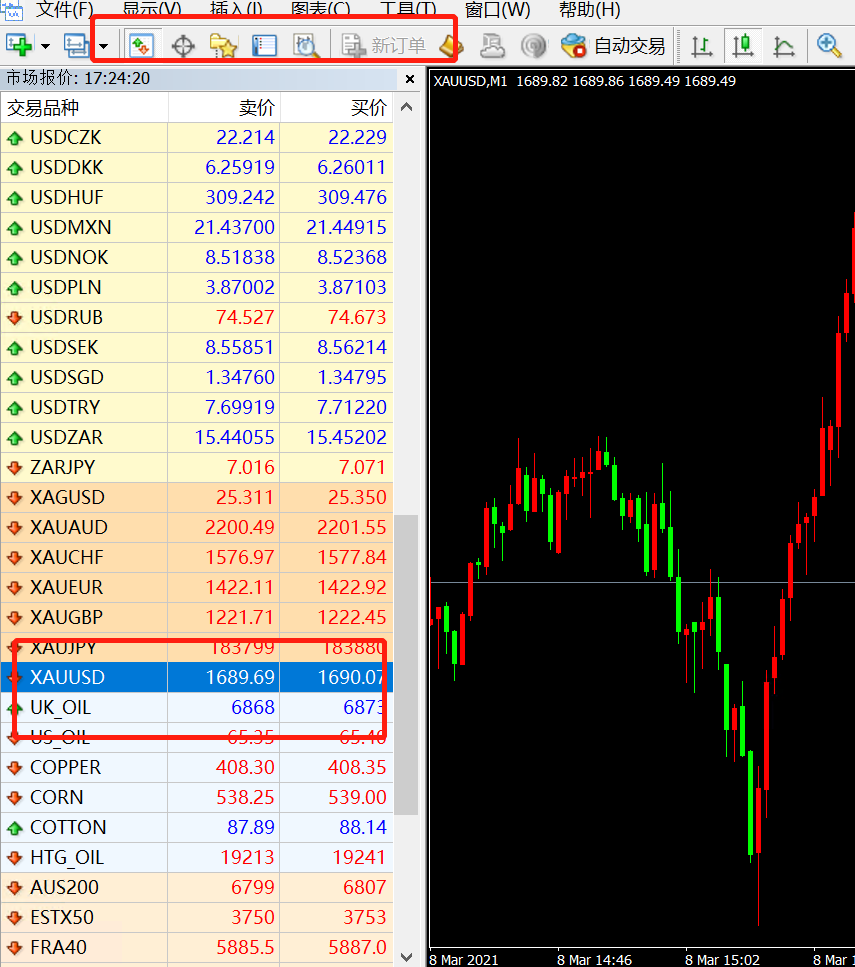 文件(F) 显示(V) 插入(I) 图表(C) 工具(T) 窗口(W) 帮助(H)
新订单 自动交易
市场报价: 17:24:20
交易品种 卖价 买价
USDCZK 22.214 22.229
USDDKK 6.25919 6.26011
USDHUF 309.242 309.476
USDMXN 21.43700 21.44915
USDNOK 8.51838 8.52368
USDPLN 3.87002 3.87103
USDRUB 74.527 74.673
USDSEK 8.55851 8.56214
USDSGD 1.34760 1.34795
USDTRY 7.69919 7.71220
USDZAR 15.44055 15.45202
ZARJPY 7.016 7.071
XAGUSD 25.311 25.350
XAUAUD 2200.49 2201.55
XAUCHF 1576.97 1577.84
XAUEUR 1422.11 1422.92
XAUGBP 1221.71 1222.45
XAUJPY 183799 183880
XAUUSD 1689.69 1690.07
UK_OIL 6868 6873
US_OIL 65.35 65.40
COPPER 408.30 408.35
CORN 538.25 539.00
COTTON 87.89 88.14
HTG_OIL 19213 19241
AUS200 6799 6807
ESTX50 3750 3753
FRA40 5885.5 5887.0
XAUUSD,M1 1689.82 1689.86 1689.49 1689.49
8 Mar 2021 8 Mar 14:46 8 Mar 15:02 8 Mar 1